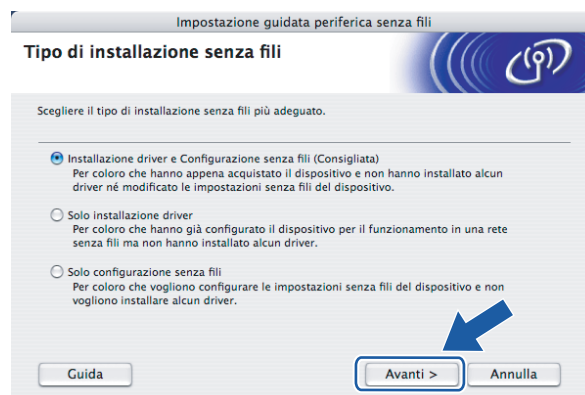 Impostazione guidata periferica senza fili
Tipo di installazione senza fili
Scegliere il tipo di installazione senza fili più adeguato.
Installazione driver e Configurazione senza fili (Consigliata)
Per coloro che hanno appena acquistato il dispositivo e non hanno installato alcun
driver né modificato le impostazioni senza fili del dispositivo.
Solo installazione driver
Per coloro che hanno già configurato il dispositivo per il funzionamento in una rete
senza fili ma non hanno installato alcun driver.
Solo configurazione senza fili
Per coloro che vogliono configurare le impostazioni senza fili del dispositivo e non
vogliono installare alcun driver.
Guida
Avanti >
Annulla